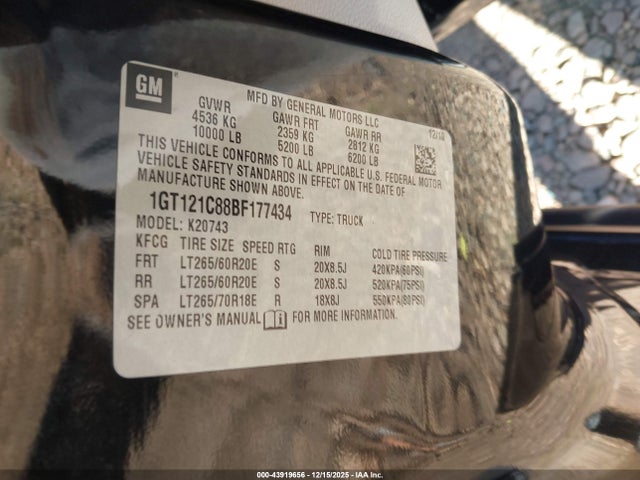 GM
MFD BY GENERAL MOTORS LLC
GVWR GAWR FRT GAWR RR 12/10
4536 KG 2359 KG 2812 KG
10000 LB 5200 LB 6200 LB
THIS VEHICLE CONFORMS TO ALL APPLICABLE U.S. FEDERAL MOTOR
VEHICLE SAFETY STANDARDS IN EFFECT ON THE DATE OF
MANUFACTURE SHOWN ABOVE.
1GT121C88BF177434 TYPE: TRUCK
MODEL: K20743
KFCG TIRE SIZE SPEED RTG RIM COLD TIRE PRESSURE
FRT LT265/60R20E S 20X8.5J 420KPA(60PSI)
RR LT265/60R20E S 20X8.5J 520KPA(75PSI)
SPA LT265/70R18E R 18X8J 550KPA(80PSI)
SEE OWNER'S MANUAL FOR MORE INFORMATION.
000-43919656 - 12/15/2025 - IAAI.COM